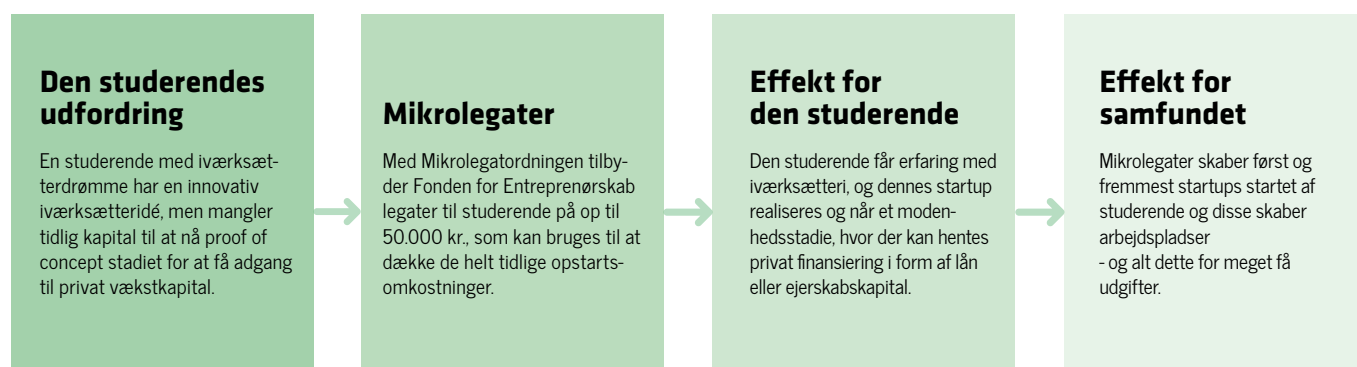 Den studerendes
udfordring
En studerende med iværksæt-
terdrømme har en innovativ
iværksætteridé, men mangler
tidlig kapital til at nå proof of
concept stadiet for at få adgang
til privat vækstkapital.
Mikrolegater
Med Mikrolegatordningen tilby-
der Fonden for Entreprenørskab
legater til studerende på op til
50.000 kr., som kan bruges til at
dække de helt tidlige opstarts-
omkostninger.
Effekt for
den studerende
Den studerende får erfaring med
iværksætteri, og dennes startup
realiseres og når et moden-
hedsstadie, hvor der kan hentes
privat finansiering i form af lån
eller ejerskabskapital.
Effekt for
samfundet
Mikrolegater skaber først og
fremmest startups startet af
studerende og disse skaber
arbejdspladser
- og alt dette for meget få
udgifter.